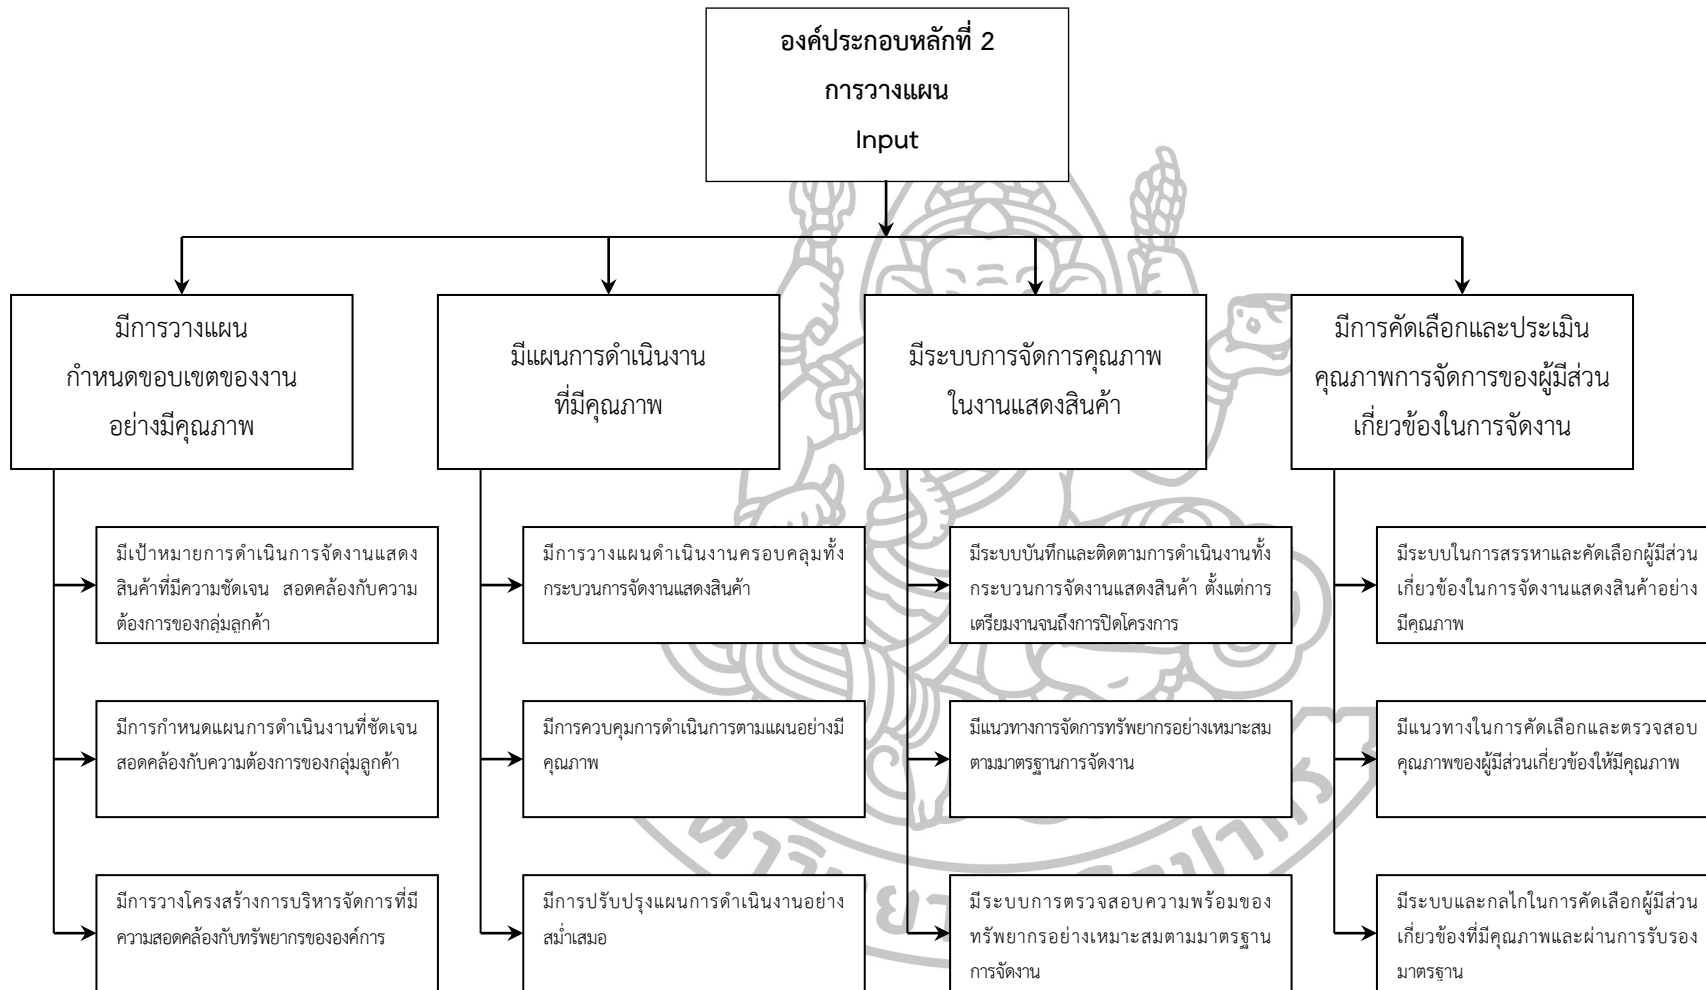 องค์ประกอบหลักที่ 2
การวางแผน
Input
มีการวางแผน
กำหนดขอบเขตของงาน
อย่างมีคุณภาพ
มีแผนการดำเนินงาน
ที่มีคุณภาพ
มีระบบการจัดการคุณภาพ
ในงานแสดงสินค้า
มีการคัดเลือกและประเมิน
คุณภาพการจัดการของผู้มีส่วน
เกี่ยวข้องในการจัดงาน
มีเป้าหมายการดำเนินการจัดงานแสดง
สินค้าที่มีความชัดเจน สอดคล้องกับความ
ต้องการของกลุ่มลูกค้า
มีการวางแผนดำเนินงานครอบคลุมทั้ง
กระบวนการจัดงานแสดงสินค้า
มีระบบบันทึกและติดตามการดำเนินงานทั้ง
กระบวนการจัดงานแสดงสินค้า ตั้งแต่การ
เตรียมงานจนถึงการปิดโครงการ
มีระบบในการสรรหาและคัดเลือกผู้มีส่วน
เกี่ยวข้องในการจัดงานแสดงสินค้าอย่าง
มีคุณภาพ
มีการกำหนดแผนการดำเนินงานที่ชัดเจน
สอดคล้องกับความต้องการของกลุ่มลูกค้า
มีการควบคุมการดำเนินการตามแผนอย่างมี
คุณภาพ
มีแนวทางการจัดการทรัพยากรอย่างเหมาะสม
ตามมาตรฐานการจัดงาน
มีแนวทางในการคัดเลือกและตรวจสอบ
คุณภาพของผู้มีส่วนเกี่ยวข้องให้มีคุณภาพ
มีการวางโครงสร้างการบริหารจัดการที่มี
ความสอดคล้องกับทรัพยากรขององค์การ
มีการปรับปรุงแผนการดำเนินงานอย่าง
สม่ำเสมอ
มีระบบการตรวจสอบความพร้อมของ
ทรัพยากรอย่างเหมาะสมตามมาตรฐาน
การจัดงาน
มีระบบและกลไกในการคัดเลือกผู้มีส่วน
เกี่ยวข้องที่มีคุณภาพและผ่านการรับรอง
มาตรฐาน